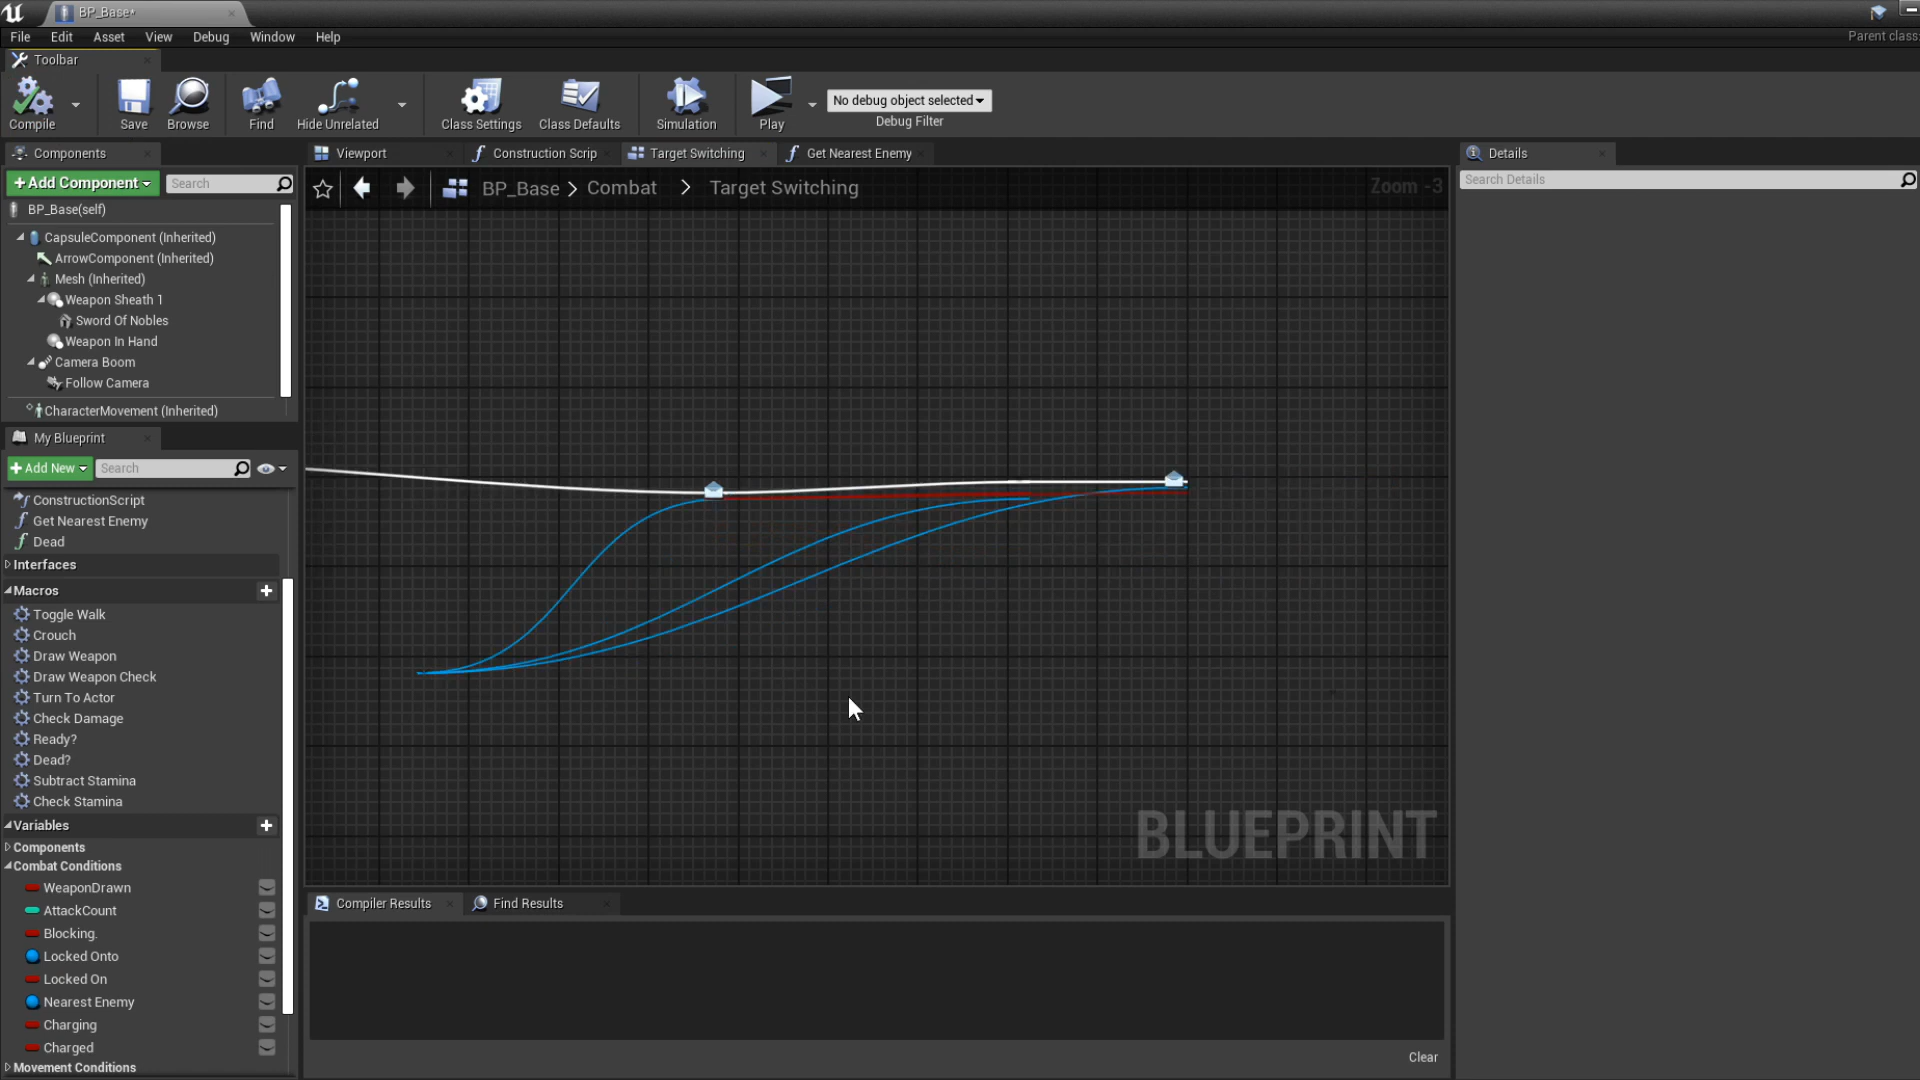 BP_Base*
File Edit Asset View Debug Window Help
Parent class:
Toolbar
Compile Save Browse Find Hide Unrelated Class Settings Class Defaults Simulation Play
No debug object selected
Debug Filter
Components
Viewport
Construction Scrip
Target Switching
Get Nearest Enemy
Details
+Add Component
Search
Search Details
BP_Base > Combat > Target Switching
Zoom -3
BP_Base(self)
CapsuleComponent (Inherited)
ArrowComponent (Inherited)
Mesh (Inherited)
Weapon Sheath 1
Sword Of Nobles
Weapon In Hand
Camera Boom
Follow Camera
CharacterMovement (Inherited)
My Blueprint
+Add New
Search
ConstructionScript
Get Nearest Enemy
Dead
Interfaces
Macros
Toggle Walk
Crouch
Draw Weapon
Draw Weapon Check
Turn To Actor
Check Damage
Ready?
Dead?
Subtract Stamina
Check Stamina
Variables
Components
Combat Conditions
WeaponDrawn
AttackCount
Blocking.
Locked Onto
Locked On
Nearest Enemy
Charging
Charged
Movement Conditions
BLUEPRINT
Compiler Results
Find Results
Clear